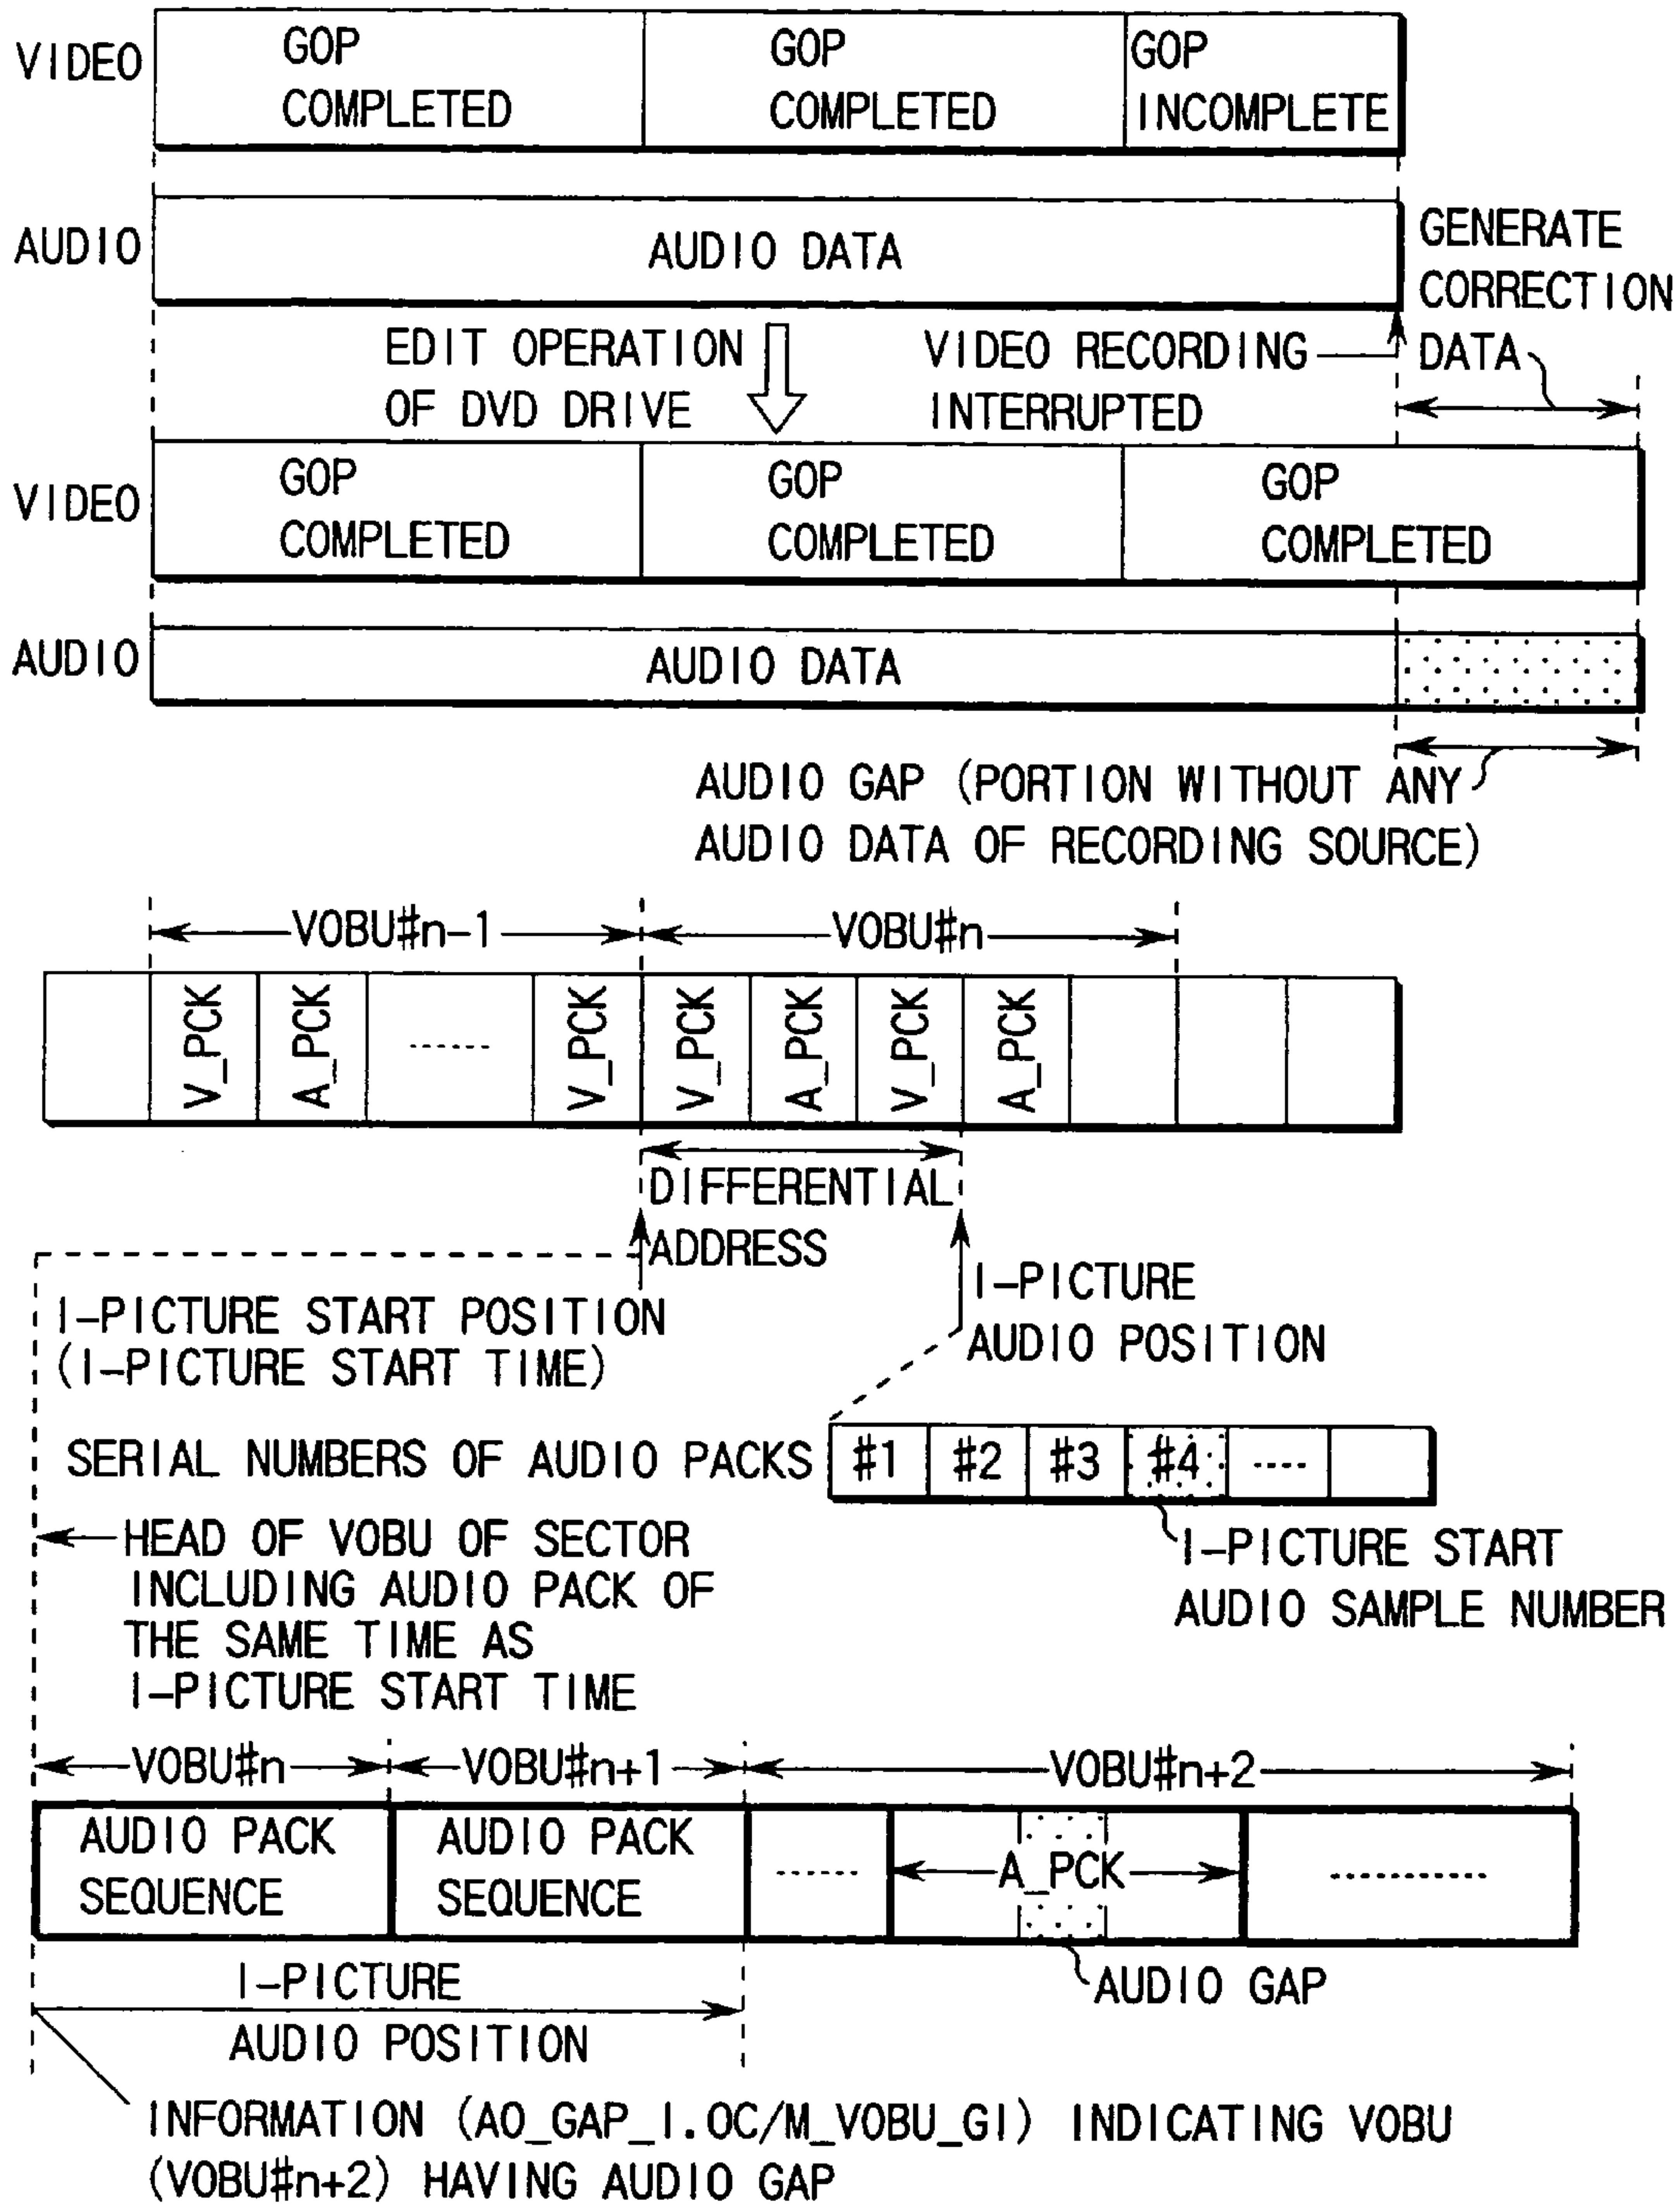 VIDEO
GOP
COMPLETED
GOP
COMPLETED
GOP
INCOMPLETE
AUDIO
AUDIO DATA
GENERATE
CORRECTION
DATA
EDIT OPERATION
OF DVD DRIVE
VIDEO RECORDING
INTERRUPTED
VIDEO
GOP
COMPLETED
GOP
COMPLETED
GOP
COMPLETED
AUDIO
AUDIO DATA
AUDIO GAP (PORTION WITHOUT ANY
AUDIO DATA OF RECORDING SOURCE)
VOBU#n-1
VOBU#n
V_PCK
A_PCK
------
V_PCK
V_PCK
A_PCK
V_PCK
A_PCK
DIFFERENTIAL
ADDRESS
I-PICTURE START POSITION
(I-PICTURE START TIME)
I-PICTURE
AUDIO POSITION
SERIAL NUMBERS OF AUDIO PACKS
#1
#2
#3
#4
----
HEAD OF VOBU OF SECTOR
INCLUDING AUDIO PACK OF
THE SAME TIME AS
I-PICTURE START TIME
I-PICTURE START
AUDIO SAMPLE NUMBER
VOBU#n
VOBU#n+1
VOBU#n+2
AUDIO PACK
SEQUENCE
AUDIO PACK
SEQUENCE
------
A_PCK
-----------
AUDIO GAP
I-PICTURE
AUDIO POSITION
INFORMATION (AO_GAP_I.OC/M_VOBU_GI) INDICATING VOBU
(VOBU#n+2) HAVING AUDIO GAP